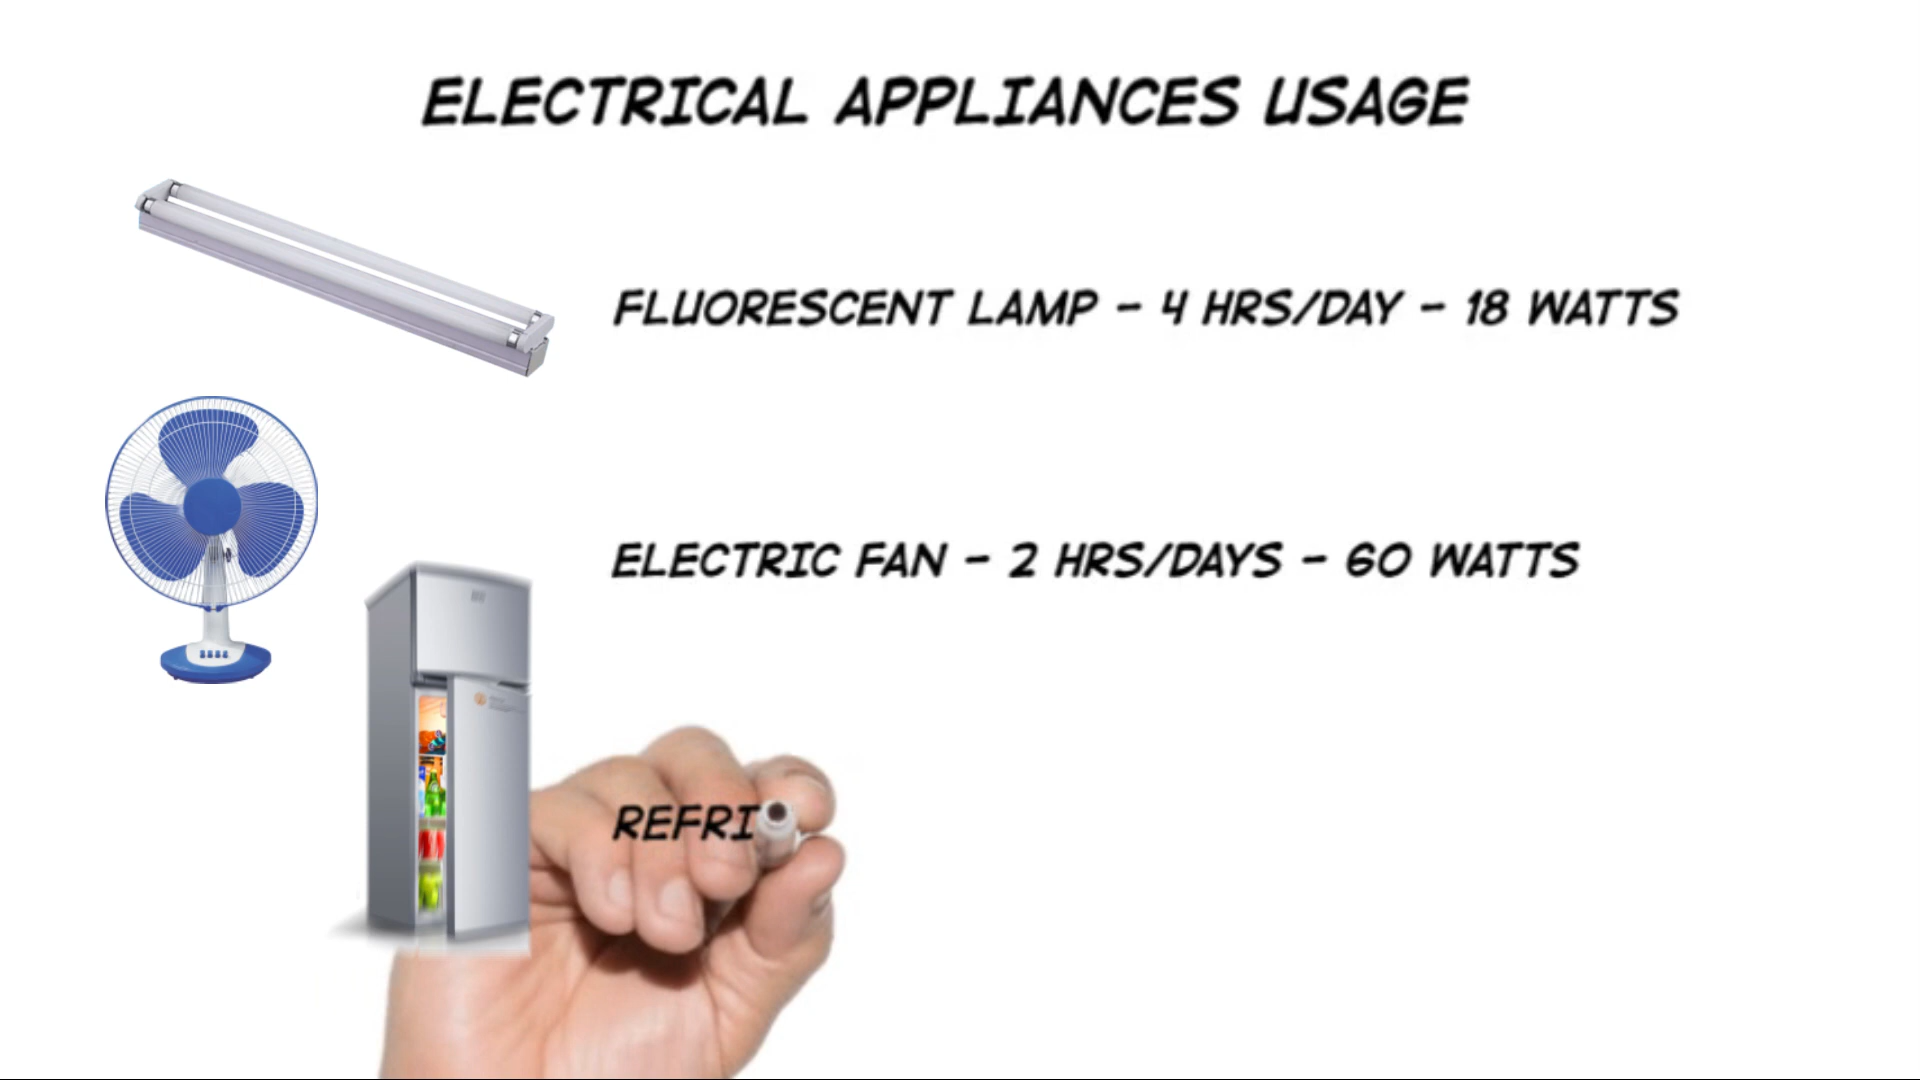 ELECTRICAL APPLIANCES USAGE
FLUORESCENT LAMP - 4 HRS/DAY - 18 WATTS
ELECTRIC FAN - 2 HRS/DAYS - 60 WATTS
REFRI